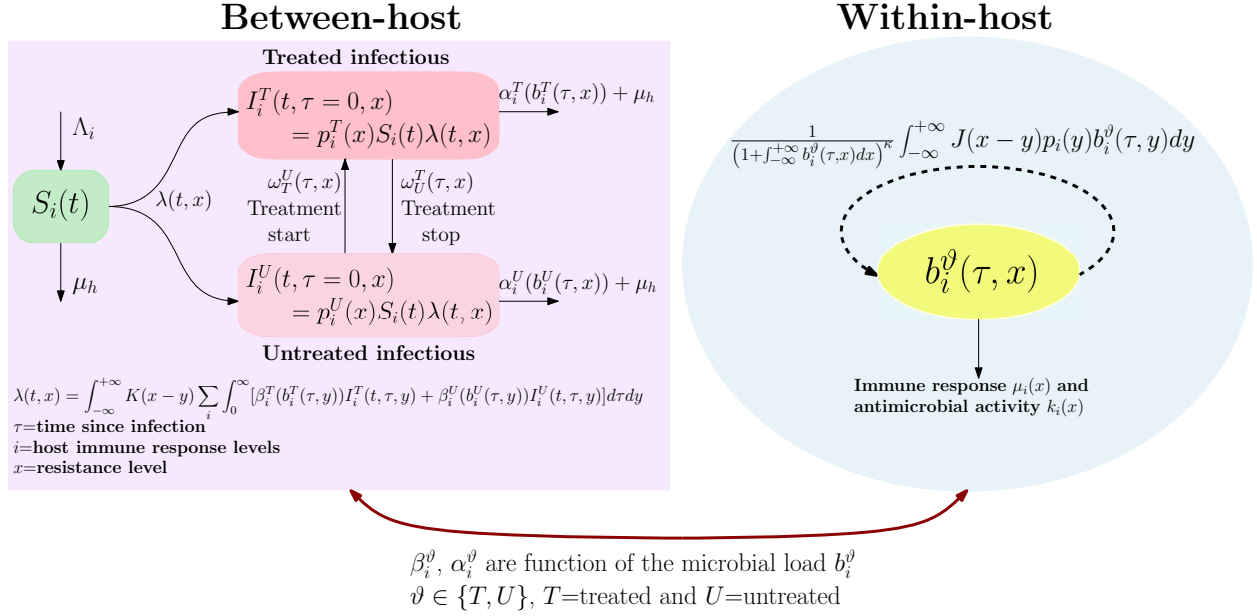 Between-host
Within-host
Treated infectious
Λ_i
S_i(t)
μ_h
λ(t, x)
I_i^T(t, τ = 0, x)
= p_i^T(x)S_i(t)λ(t, x)
α_i^T(b_i^T(τ, x)) + μ_h
ω_T^U(τ, x)
Treatment
start
ω_U^T(τ, x)
Treatment
stop
I_i^U(t, τ = 0, x)
= p_i^U(x)S_i(t)λ(t, x)
α_i^U(b_i^U(τ, x)) + μ_h
Untreated infectious
λ(t, x) = ∫_{-∞}^{+∞} K(x − y) ∑_i ∫_0^∞ [β_i^T(b_i^T(τ, y))I_i^T(t, τ, y) + β_i^U(b_i^U(τ, y))I_i^U(t, τ, y)]dτdy
τ=time since infection
i=host immune response levels
x=resistance level
1/(1+∫_{-∞}^{+∞} b_i^ϑ(τ,x)dx)^κ ∫_{-∞}^{+∞} J(x − y)p_i(y)b_i^ϑ(τ, y)dy
b_i^ϑ(τ, x)
Immune response μ_i(x) and
antimicrobial activity k_i(x)
β_i^ϑ, α_i^ϑ are function of the microbial load b_i^ϑ
ϑ ∈ {T, U}, T=treated and U=untreated